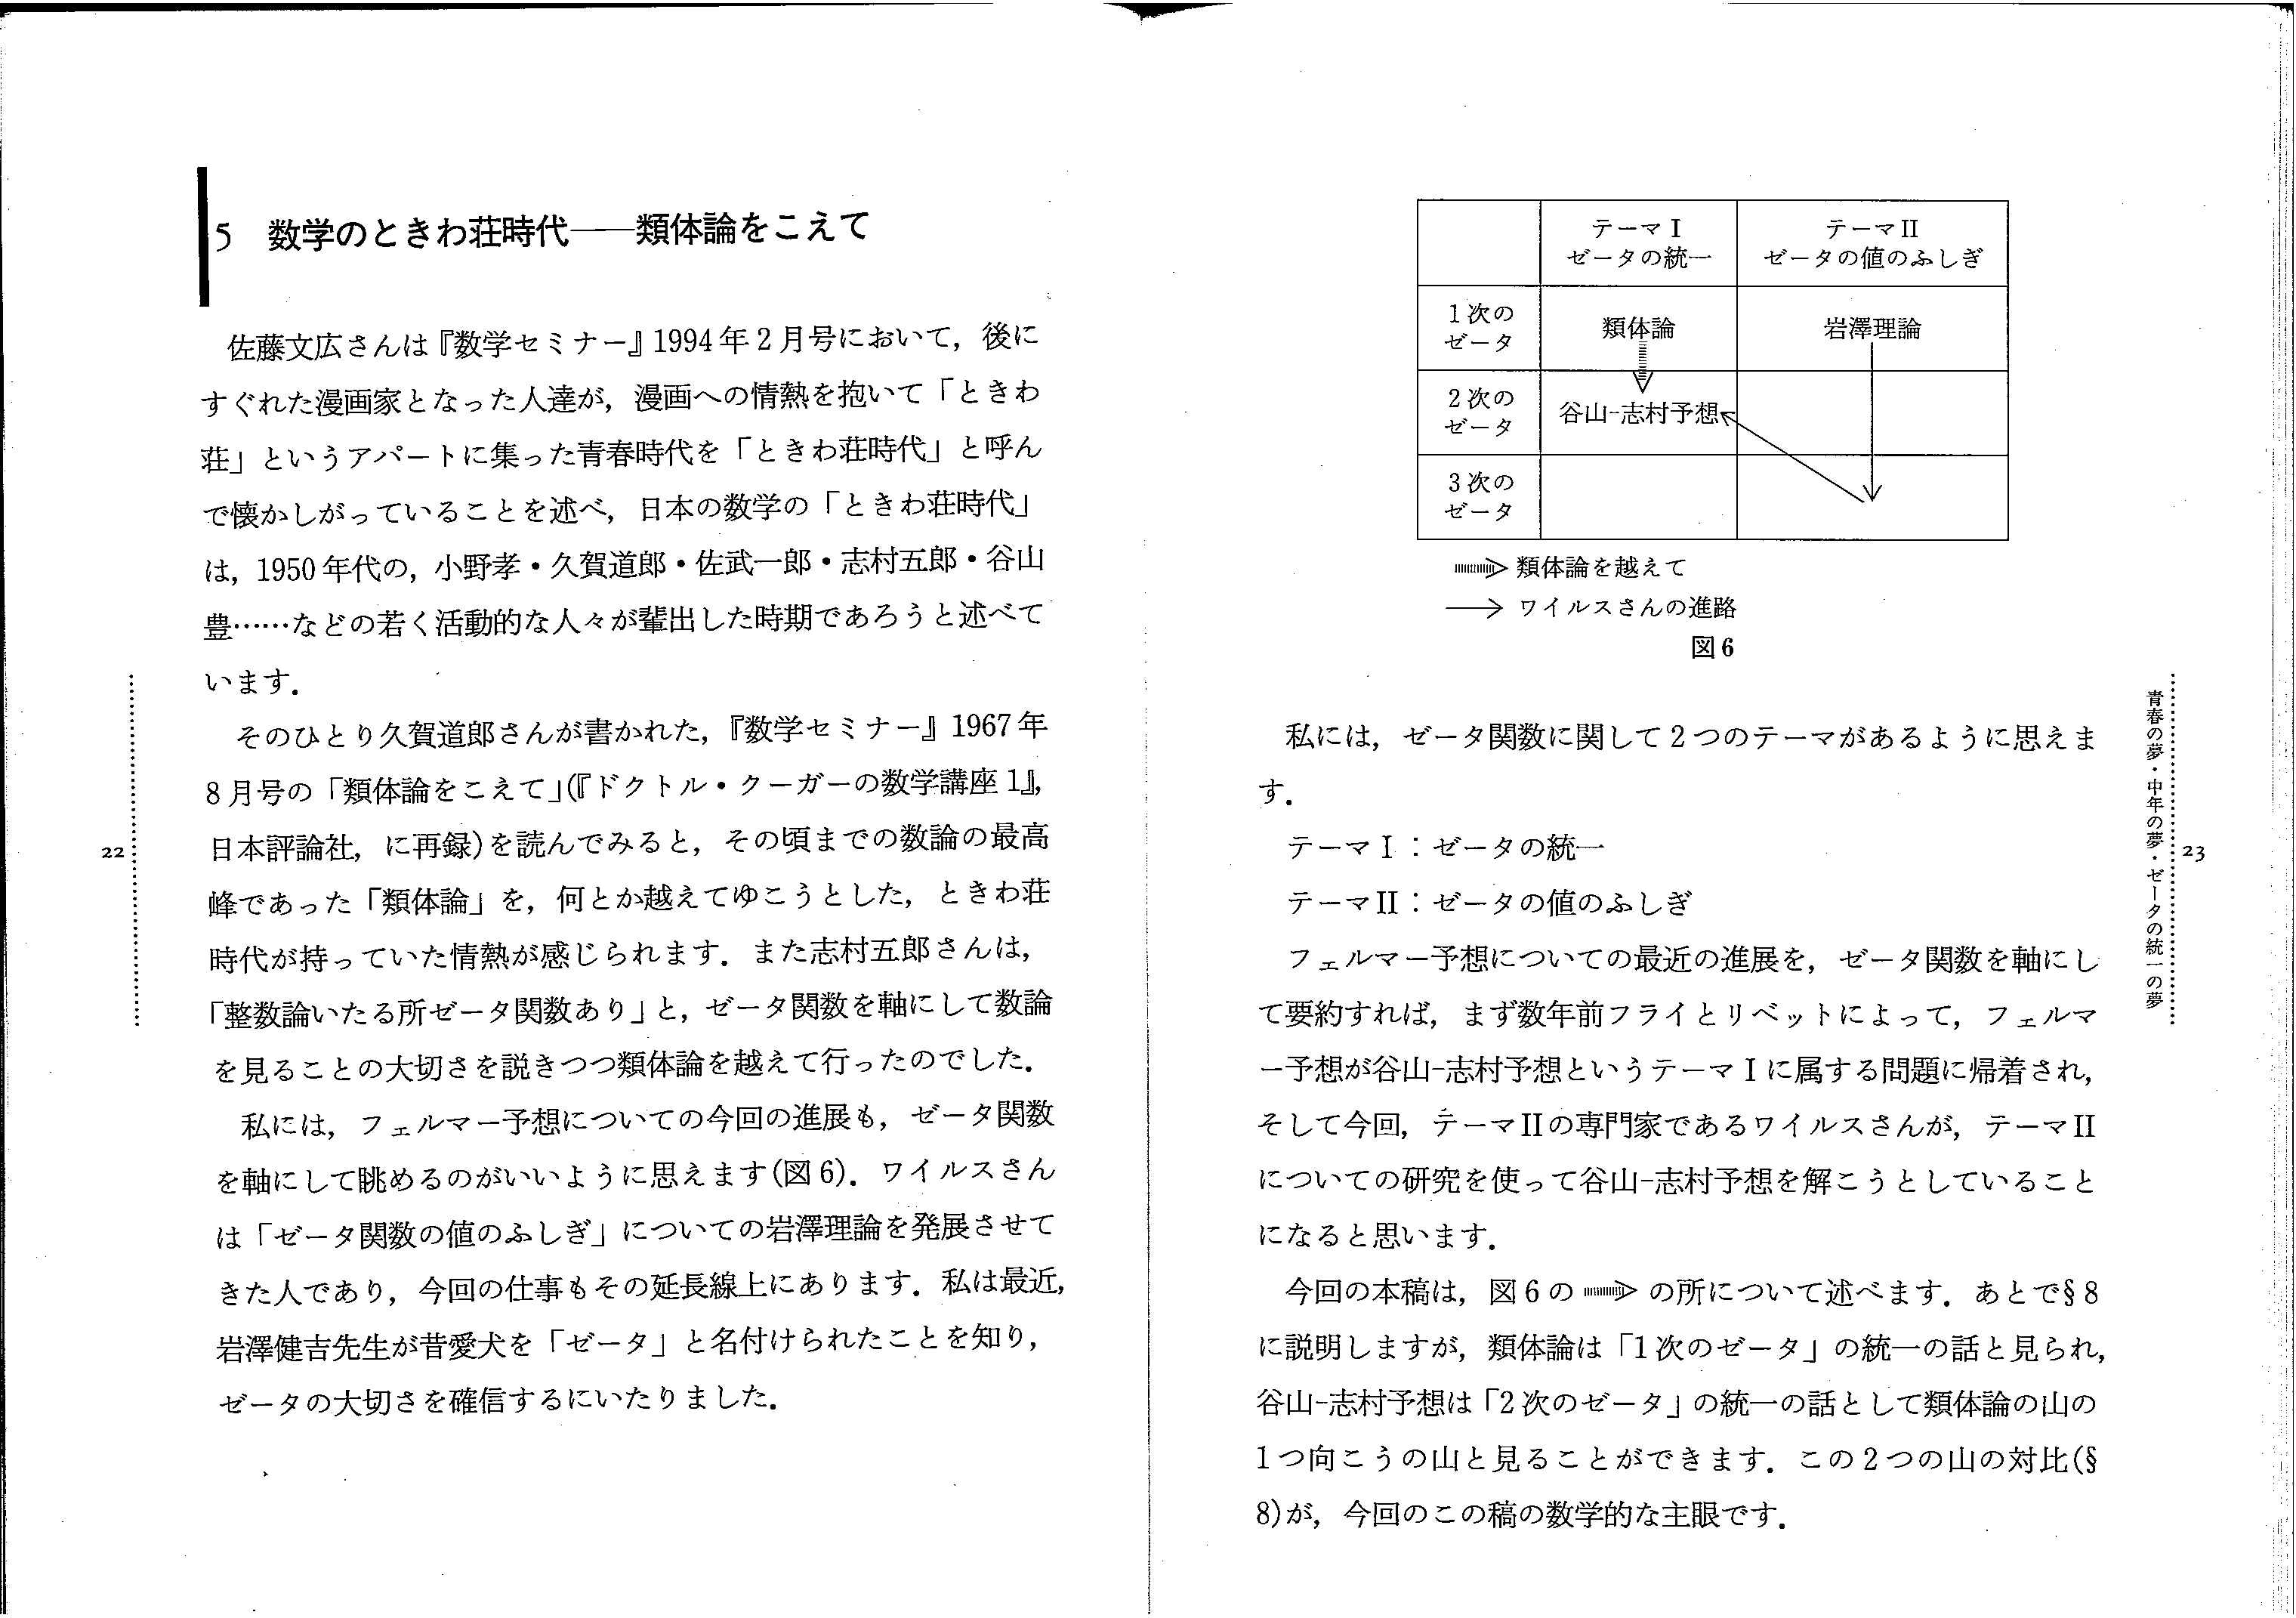 5 数学のときわ荘時代――類体論をこえて
佐藤文広さんは『数学セミナー』1994年2月号において，後に
すぐれた漫画家となった人達が，漫画への情熱を抱いて「ときわ
荘」というアパートに集った青春時代を「ときわ荘時代」と呼ん
で懐かしがっていることを述べ，日本の数学の「ときわ荘時代」
は，1950年代の，小野孝・久賀道郎・佐武一郎・志村五郎・谷山
豊……などの若く活動的な人々が輩出した時期であろうと述べて
います．
そのひとり久賀道郎さんが書かれた，『数学セミナー』1967年
8月号の「類体論をこえて」(『ドクトル・クーガーの数学講座1』,
日本評論社，に再録)を読んでみると，その頃までの数論の最高
峰であった「類体論」を，何とか越えてゆこうとした，ときわ荘
時代が持っていた情熱が感じられます．また志村五郎さんは，
「整数論いたる所ゼータ関数あり」と，ゼータ関数を軸にして数論
を見ることの大切さを説きつつ類体論を越えて行ったのでした．
私には，フェルマー予想についての今回の進展も，ゼータ関数
を軸にして眺めるのがいいように思えます(図6)．ワイルスさん
は「ゼータ関数の値のふしぎ」についての岩澤理論を発展させて
きた人であり，今回の仕事もその延長線上にあります．私は最近,
岩澤健吉先生が昔愛犬を「ゼータ」と名付けられたことを知り，
ゼータの大切さを確信するにいたりました．
22
テーマⅠ
ゼータの統一
テーマⅡ
ゼータの値のふしぎ
1次の
ゼータ
類体論
岩澤理論
2次の
ゼータ
谷山-志村予想
3次の
ゼータ
類体論を越えて
ワイルスさんの進路
図6
私には，ゼータ関数に関して2つのテーマがあるように思えま
す．
テーマⅠ：ゼータの統一
テーマⅡ：ゼータの値のふしぎ
フェルマー予想についての最近の進展を，ゼータ関数を軸にし
て要約すれば，まず数年前フライとリベットによって，フェルマ
ー予想が谷山-志村予想というテーマⅠに属する問題に帰着され,
そして今回，テーマⅡの専門家であるワイルスさんが，テーマⅡ
についての研究を使って谷山-志村予想を解こうとしていること
になると思います．
今回の本稿は，図6の ⇒ の所について述べます．あとで§8
に説明しますが，類体論は「1次のゼータ」の統一の話と見られ,
谷山-志村予想は「2次のゼータ」の統一の話として類体論の山の
1つ向こうの山と見ることができます．この2つの山の対比(§
8)が，今回のこの稿の数学的な主眼です．
青春の夢・中年の夢・ゼータの統一の夢
23